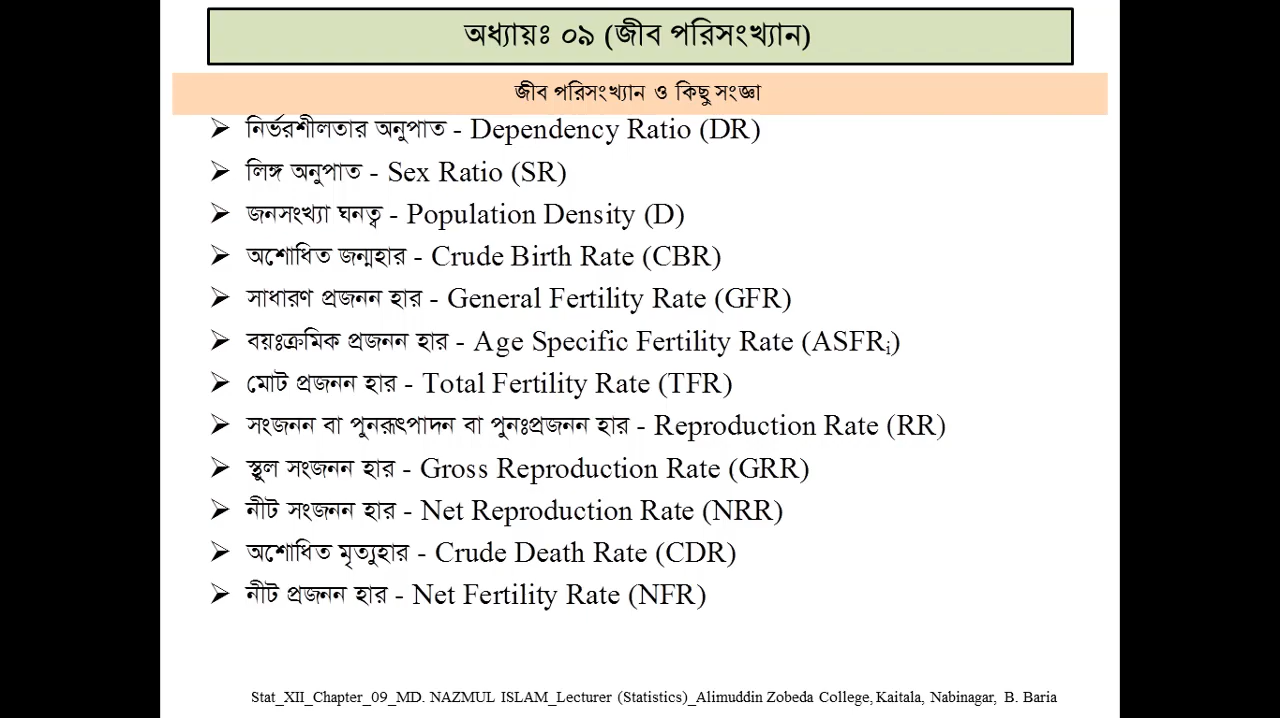 অধ্যায়ঃ ০৯ (জীব পরিসংখ্যান)
জীব পরিসংখ্যান ও কিছু সংজ্ঞা
➢ নির্ভরশীলতার অনুপাত - Dependency Ratio (DR)
➢ লিঙ্গ অনুপাত - Sex Ratio (SR)
➢ জনসংখ্যা ঘনত্ব - Population Density (D)
➢ অশোধিত জন্মহার - Crude Birth Rate (CBR)
➢ সাধারণ প্রজনন হার - General Fertility Rate (GFR)
➢ বয়ঃক্রমিক প্রজনন হার - Age Specific Fertility Rate (ASFRi)
➢ মোট প্রজনন হার - Total Fertility Rate (TFR)
➢ সংজনন বা পুনরূৎপাদন বা পুনঃপ্রজনন হার - Reproduction Rate (RR)
➢ স্থুল সংজনন হার - Gross Reproduction Rate (GRR)
➢ নীট সংজনন হার - Net Reproduction Rate (NRR)
➢ অশোধিত মৃত্যুহার - Crude Death Rate (CDR)
➢ নীট প্রজনন হার - Net Fertility Rate (NFR)
Stat_XII_Chapter_09_MD. NAZMUL ISLAM_Lecturer (Statistics)_Alimuddin Zobeda College, Kaitala, Nabinagar, B. Baria